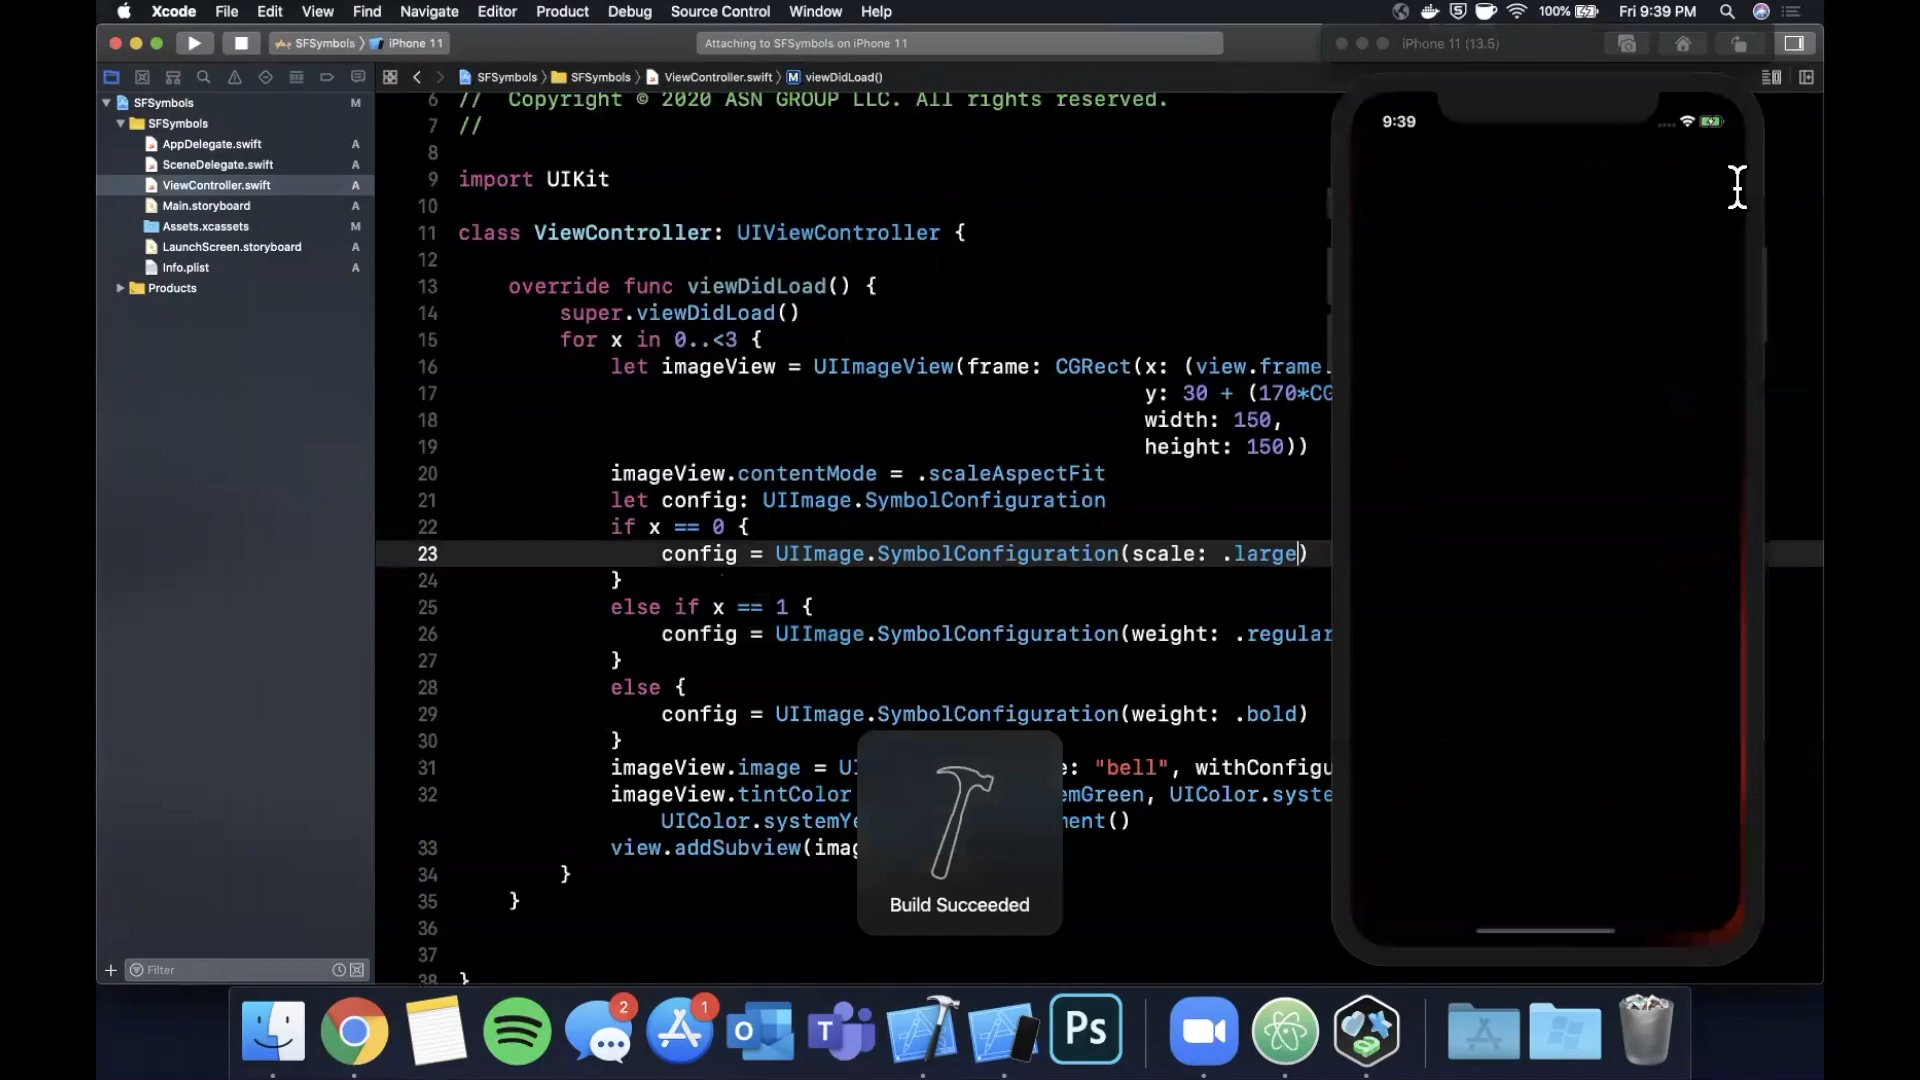 Xcode File Edit View Find Navigate Editor Product Debug Source Control Window Help 100% Fri 9:39 PM
SFSymbols iPhone 11 Attaching to SFSymbols on iPhone 11 iPhone 11 (13.5)
SFSymbols SFSymbols ViewController.swift M viewDidLoad()
SFSymbols M
SFSymbols
AppDelegate.swift A
SceneDelegate.swift A
ViewController.swift A
Main.storyboard A
Assets.xcassets M
LaunchScreen.storyboard A
Info.plist A
Products
Filter
6 // Copyright © 2020 ASN GROUP LLC. All rights reserved.
7 //
8
9 import UIKit
10
11 class ViewController: UIViewController {
12
13 override func viewDidLoad() {
14 super.viewDidLoad()
15 for x in 0..<3 {
16 let imageView = UIImageView(frame: CGRect(x: (view.frame.
17 y: 30 + (170*CG
18 width: 150,
19 height: 150))
20 imageView.contentMode = .scaleAspectFit
21 let config: UIImage.SymbolConfiguration
22 if x == 0 {
23 config = UIImage.SymbolConfiguration(scale: .large)
24 }
25 else if x == 1 {
26 config = UIImage.SymbolConfiguration(weight: .regular
27 }
28 else {
29 config = UIImage.SymbolConfiguration(weight: .bold)
30 }
31 imageView.image = UI e: "bell", withConfigu
32 imageView.tintColor emGreen, UIColor.syste
UIColor.systemYe ment()
33 view.addSubview(imag
34 }
35 }
36
37
38 }
Build Succeeded
9:39
2
1
Ps